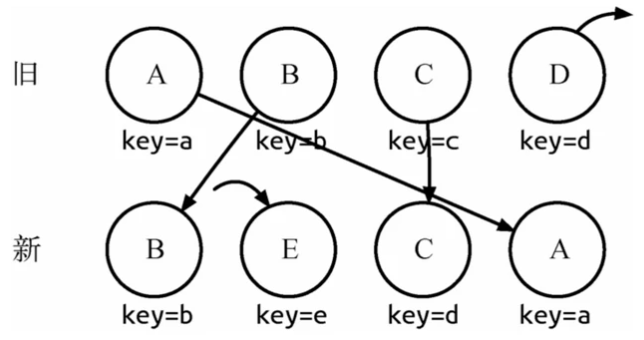 旧 A B C D
key=a key=b key=c key=d
新 B E C A
key=b key=e key=d key=a